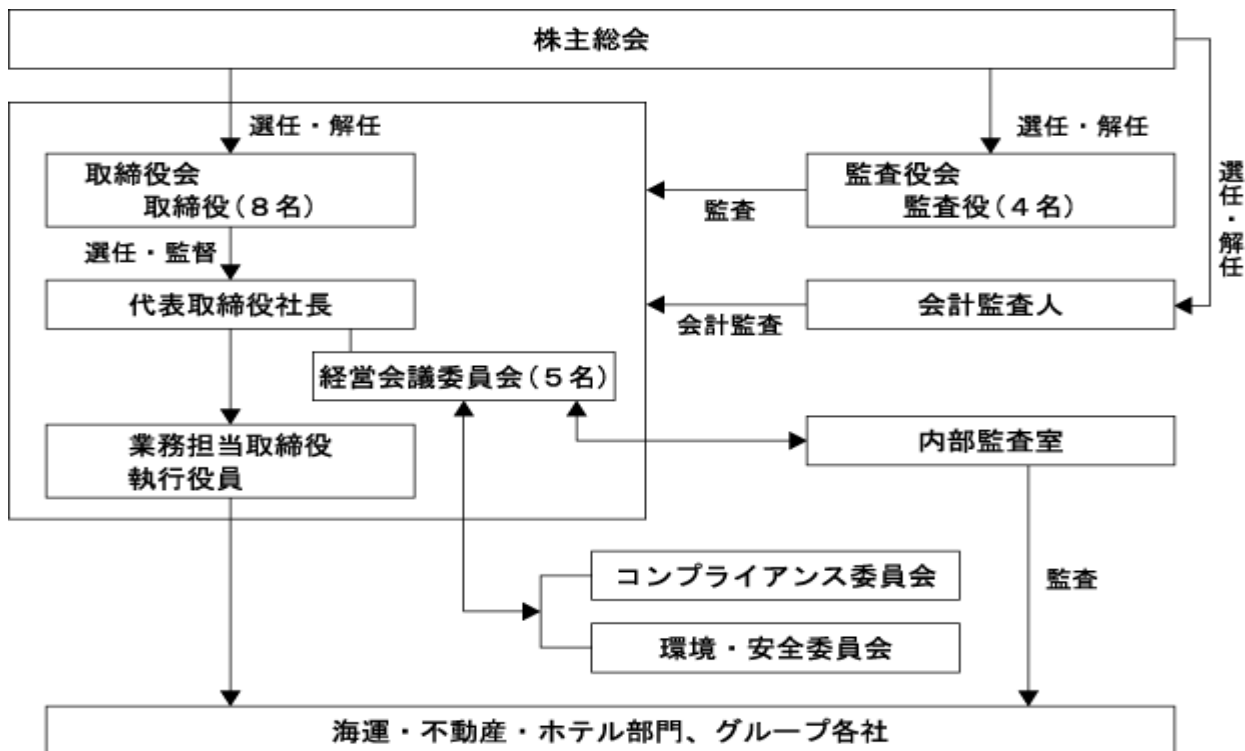 株主総会
選任・解任
選任・解任
選任・解任
取締役会
取締役(8名)
監査役会
監査役(4名)
監査
選任・監督
代表取締役社長
会計監査人
会計監査
経営会議委員会(5名)
業務担当取締役
執行役員
内部監査室
コンプライアンス委員会
監査
環境・安全委員会
海運・不動産・ホテル部門、グループ各社